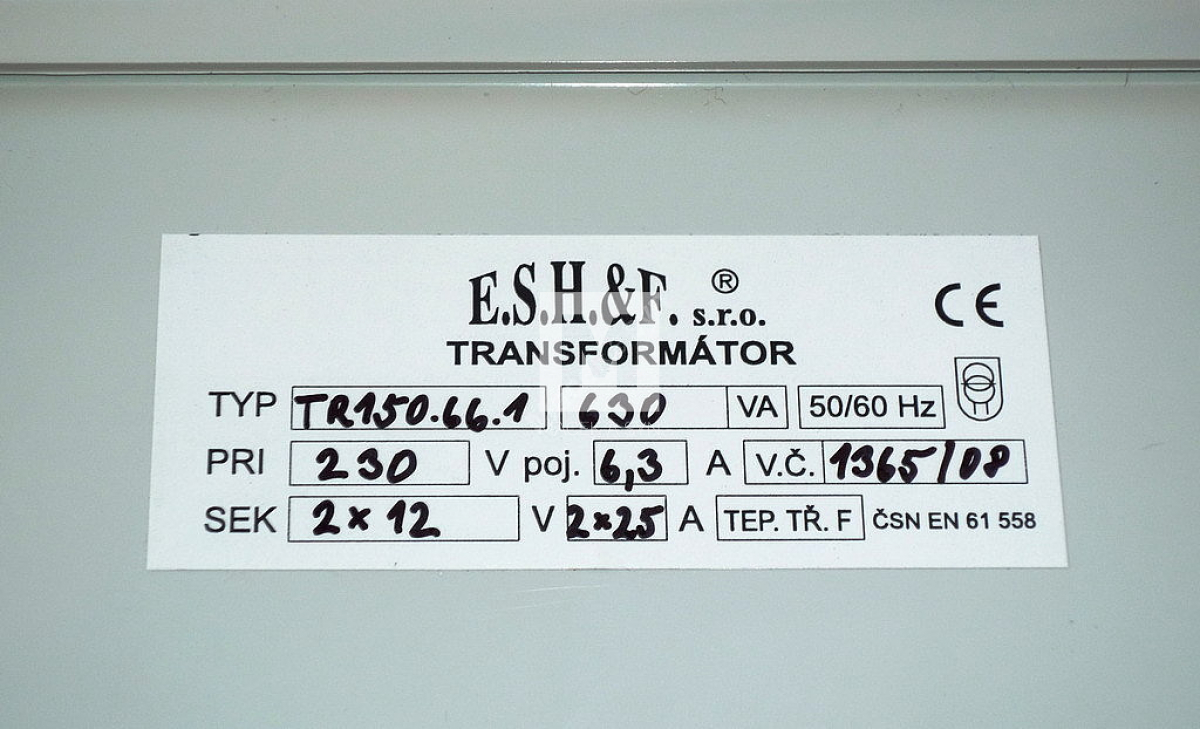 E.S.H.&F. ® s.r.o.
CE
TRANSFORMÁTOR
TYP TR150.66.1 630 VA 50/60 Hz
PRI 230 V poj. 6,3 A V.Č. 1365/08
SEK 2×12 V 2×25 A TEP. TŘ. F ČSN EN 61 558